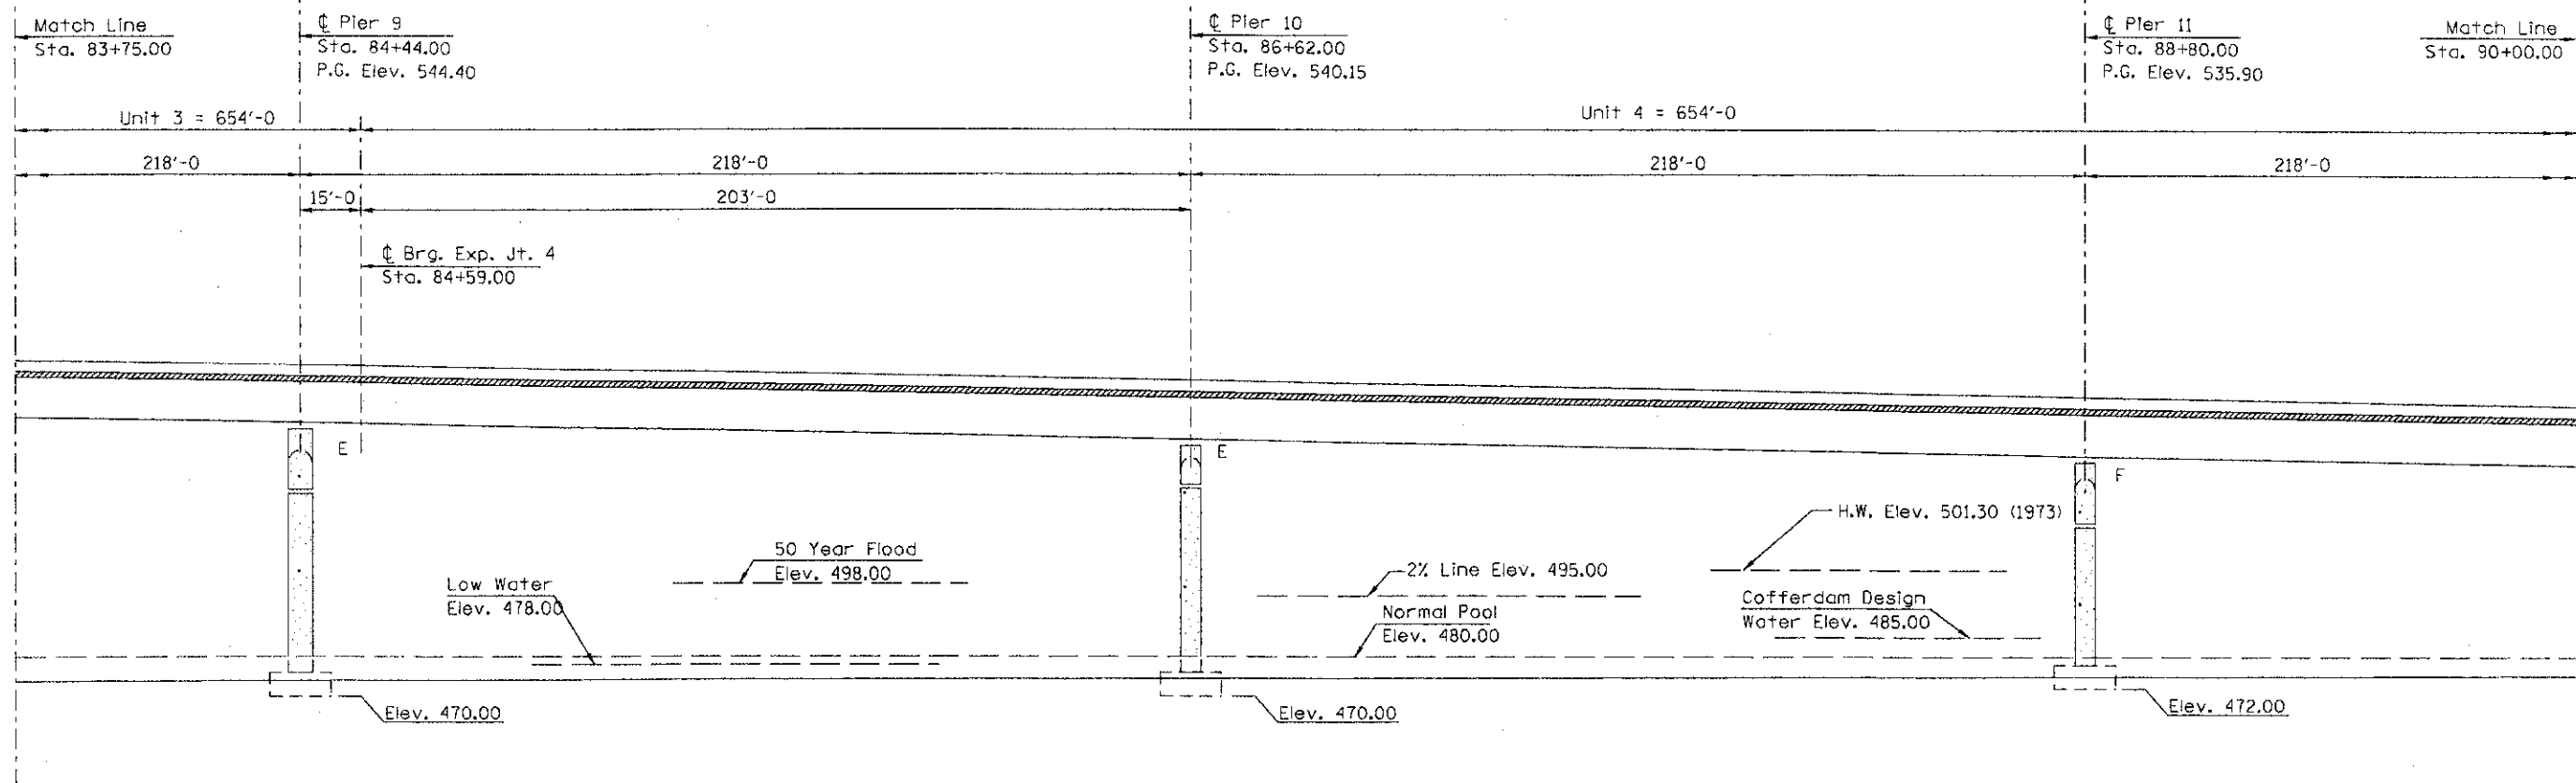 Match Line
Sta. 83+75.00
℄ Pier 9
Sta. 84+44.00
P.G. Elev. 544.40
℄ Pier 10
Sta. 86+62.00
P.G. Elev. 540.15
℄ Pier 11
Sta. 88+80.00
P.G. Elev. 535.90
Match Line
Sta. 90+00.00
Unit 3 = 654'-0
Unit 4 = 654'-0
218'-0
218'-0
218'-0
218'-0
15'-0
203'-0
℄ Brg. Exp. Jt. 4
Sta. 84+59.00
E
E
F
H.W. Elev. 501.30 (1973)
50 Year Flood
Elev. 498.00
Low Water
Elev. 478.00
2% Line Elev. 495.00
Normal Pool
Elev. 480.00
Cofferdam Design
Water Elev. 485.00
Elev. 470.00
Elev. 470.00
Elev. 472.00